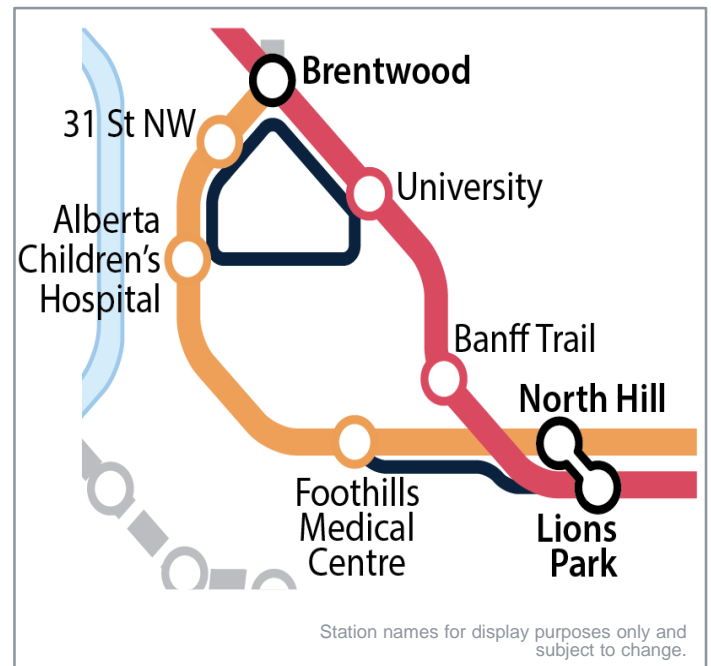 Brentwood
31 St NW
University
Alberta
Children's
Hospital
Banff Trail
North Hill
Foothills
Medical
Centre
Lions
Park
Station names for display purposes only and
subject to change.